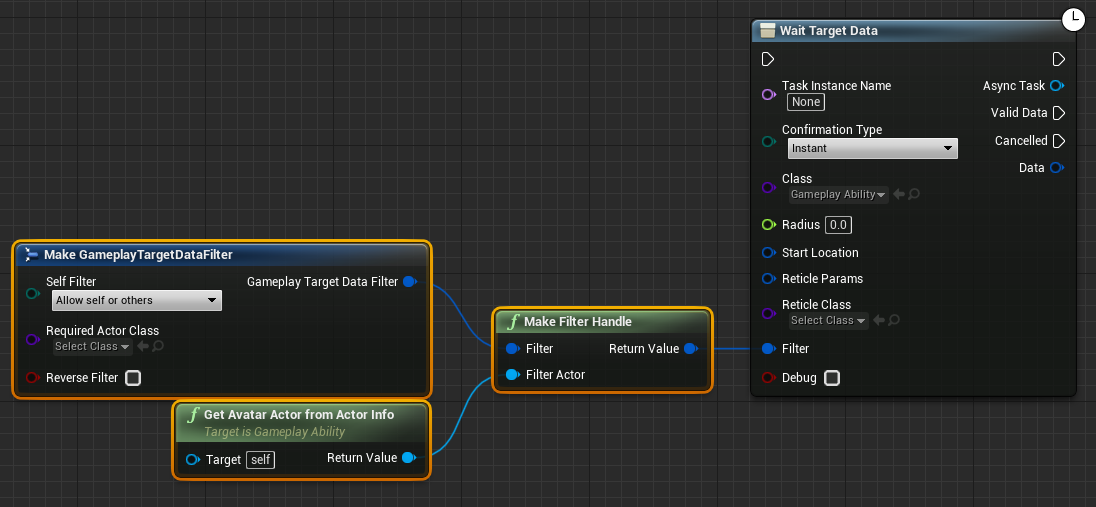 Wait Target Data
Task Instance Name
None
Async Task
Valid Data
Confirmation Type
Instant
Cancelled
Data
Class
Gameplay Ability
Radius 0.0
Start Location
Reticle Params
Reticle Class
Select Class
Filter
Debug
Make GameplayTargetDataFilter
Self Filter
Allow self or others
Gameplay Target Data Filter
Required Actor Class
Select Class
Reverse Filter
Make Filter Handle
Filter Return Value
Filter Actor
Get Avatar Actor from Actor Info
Target is Gameplay Ability
Target self Return Value